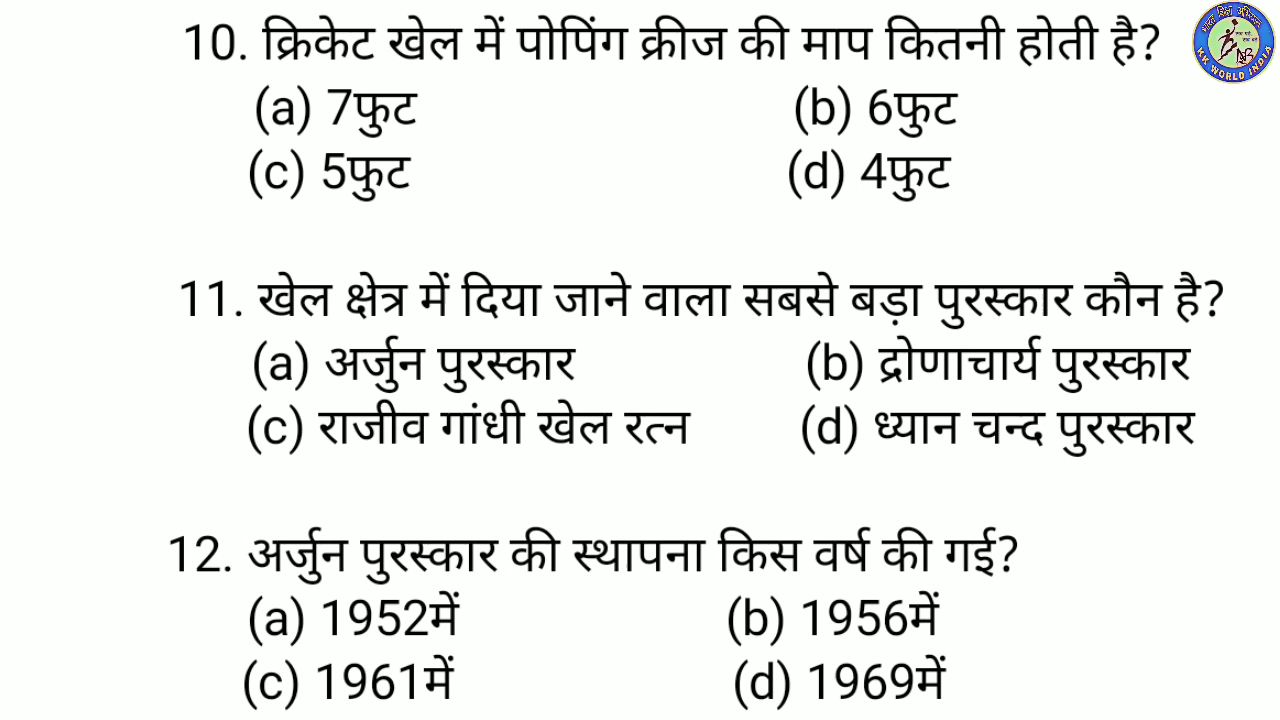 10. क्रिकेट खेल में पोपिंग क्रीज की माप कितनी होती है?
(a) 7फुट (b) 6फुट
(c) 5फुट (d) 4फुट
11. खेल क्षेत्र में दिया जाने वाला सबसे बड़ा पुरस्कार कौन है?
(a) अर्जुन पुरस्कार (b) द्रोणाचार्य पुरस्कार
(c) राजीव गांधी खेल रत्न (d) ध्यान चन्द पुरस्कार
12. अर्जुन पुरस्कार की स्थापना किस वर्ष की गई?
(a) 1952में (b) 1956में
(c) 1961में (d) 1969में
KK WORLD INDIA